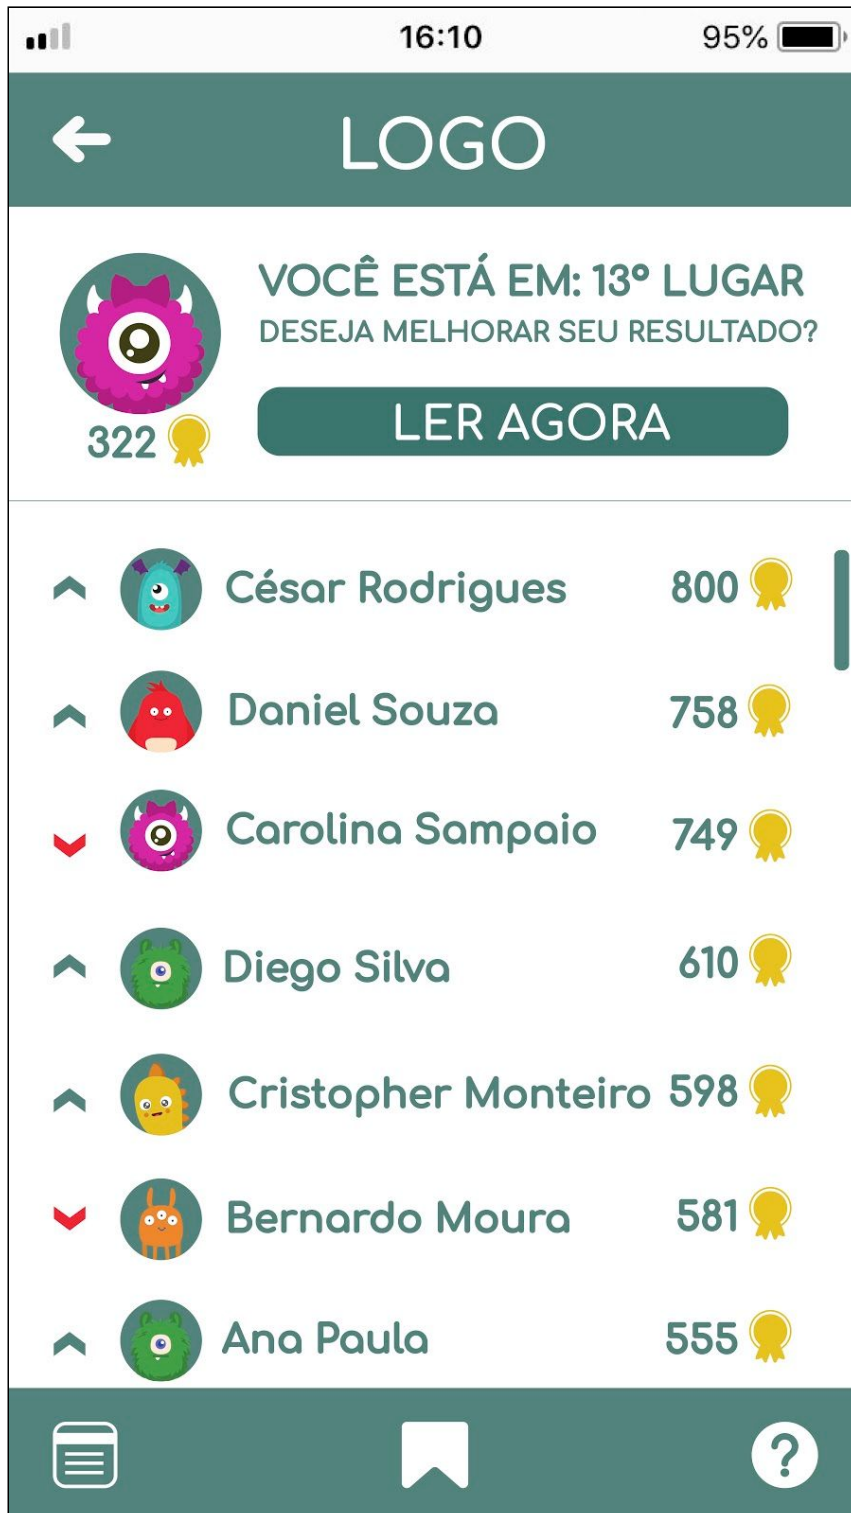 16:10 95%
LOGO
VOCÊ ESTÁ EM: 13º LUGAR
DESEJA MELHORAR SEU RESULTADO?
322
LER AGORA
César Rodrigues 800
Daniel Souza 758
Carolina Sampaio 749
Diego Silva 610
Cristopher Monteiro 598
Bernardo Moura 581
Ana Paula 555
?